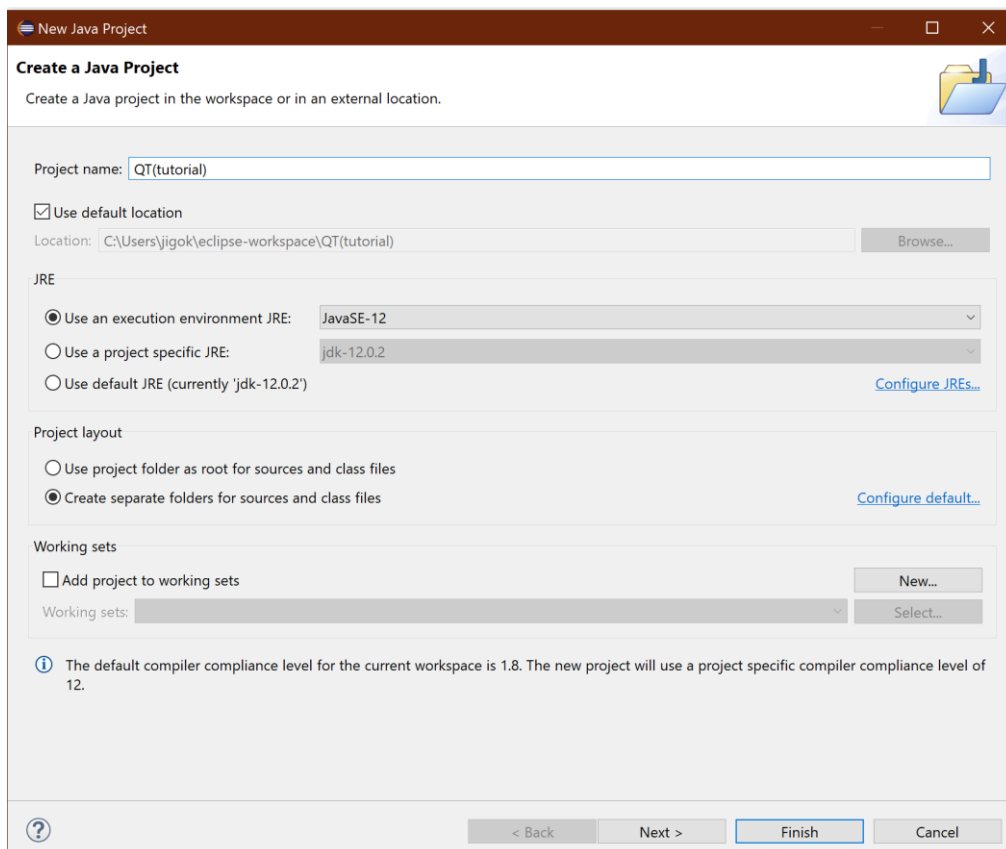 New Java Project
Create a Java Project
Create a Java project in the workspace or in an external location.
Project name: QT(tutorial)
Use default location
Location: C:\Users\jigok\eclipse-workspace\QT(tutorial) Browse...
JRE
Use an execution environment JRE: JavaSE-12
Use a project specific JRE: jdk-12.0.2
Use default JRE (currently 'jdk-12.0.2') Configure JREs...
Project layout
Use project folder as root for sources and class files
Create separate folders for sources and class files Configure default...
Working sets
Add project to working sets New...
Working sets: Select...
The default compiler compliance level for the current workspace is 1.8. The new project will use a project specific compiler compliance level of
12.
? < Back Next > Finish Cancel